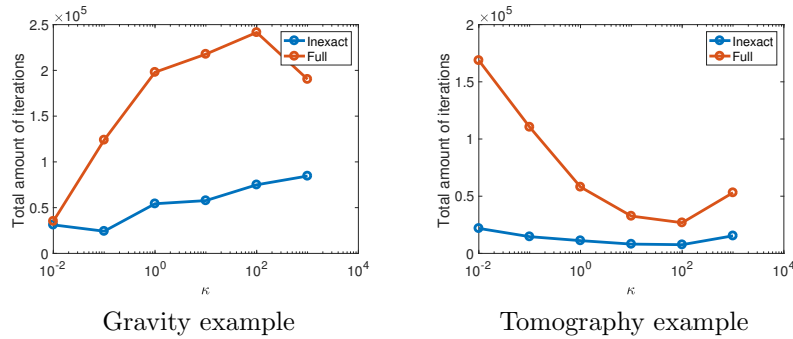 ×10^5
2.5
2
1.5
1
0.5
0
Total amount of iterations
10^-2
10^0
10^2
10^4
κ
Inexact
Full
Gravity example
×10^5
2
1.5
1
0.5
0
Total amount of iterations
10^-2
10^0
10^2
10^4
κ
Inexact
Full
Tomography example